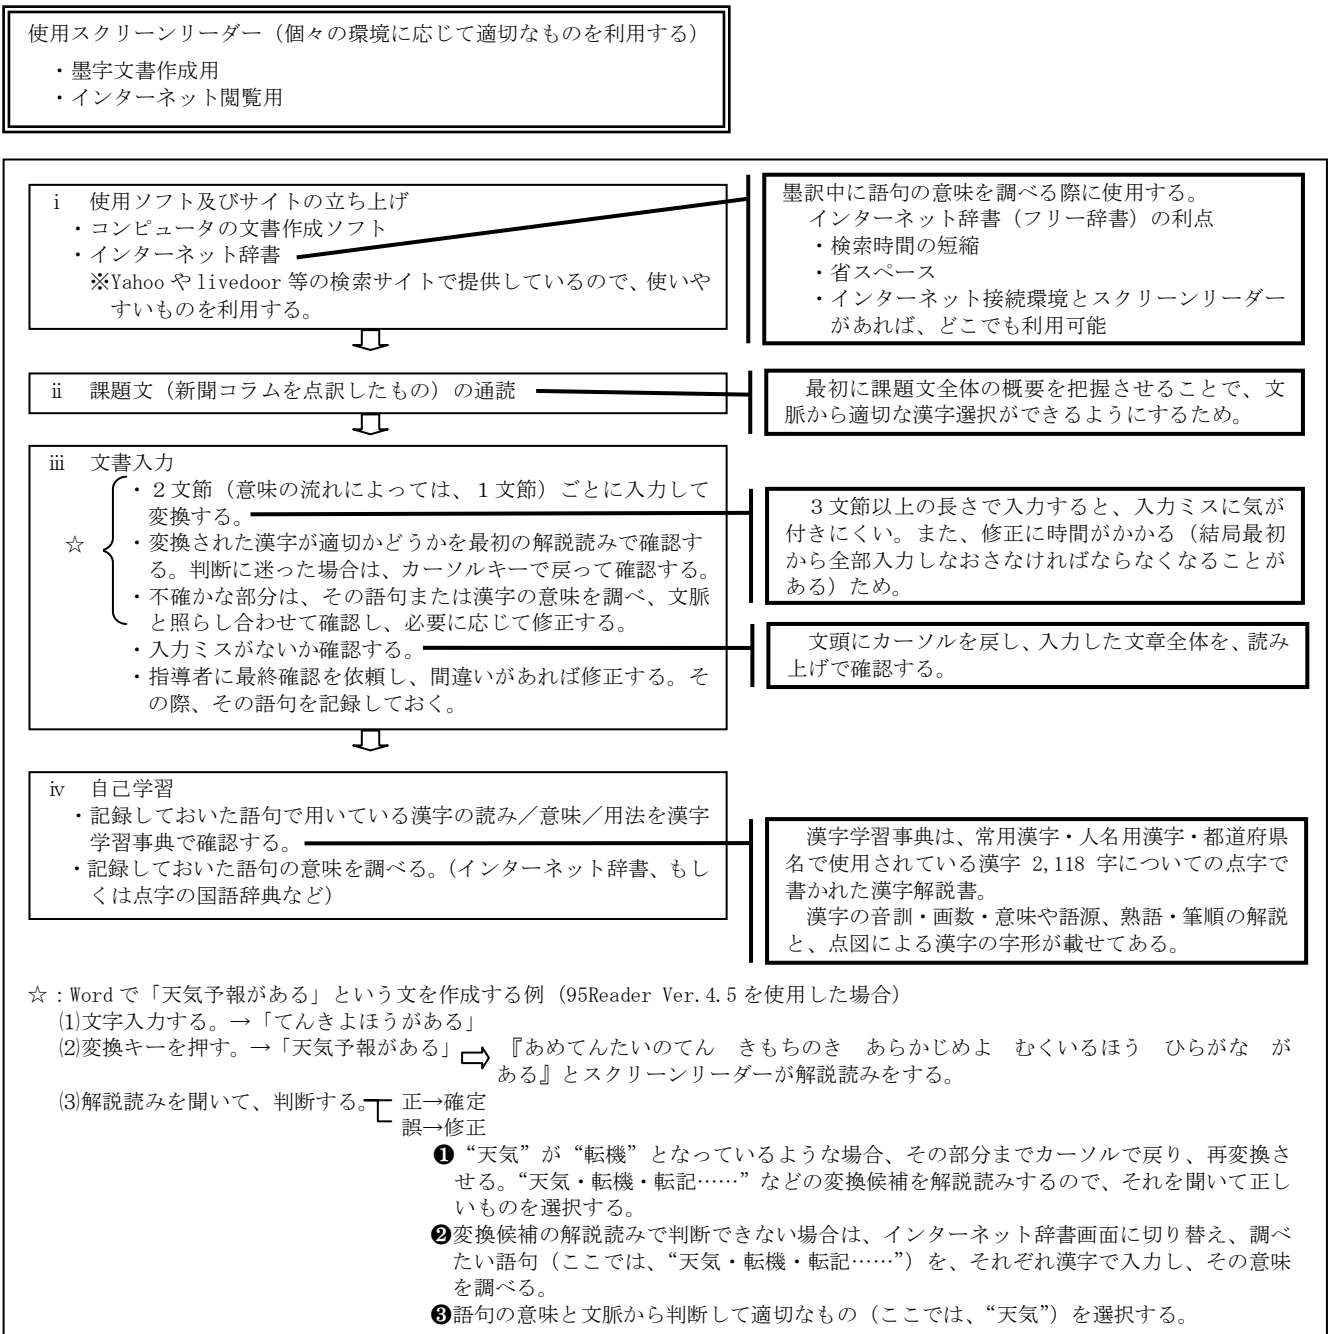 使用スクリーンリーダー（個々の環境に応じて適切なものを利用する）
・墨字文書作成用
・インターネット閲覧用
ⅰ　使用ソフト及びサイトの立ち上げ
・コンピュータの文書作成ソフト
・インターネット辞書
※Yahoo や livedoor 等の検索サイトで提供しているので、使いや
すいものを利用する。
墨訳中に語句の意味を調べる際に使用する。
インターネット辞書（フリー辞書）の利点
・検索時間の短縮
・省スペース
・インターネット接続環境とスクリーンリーダー
があれば、どこでも利用可能
ⅱ　課題文（新聞コラムを点訳したもの）の通読
最初に課題文全体の概要を把握させることで、文
脈から適切な漢字選択ができるようにするため。
ⅲ　文書入力
・２文節（意味の流れによっては、１文節）ごとに入力して
変換する。
☆
・変換された漢字が適切かどうかを最初の解説読みで確認す
る。判断に迷った場合は、カーソルキーで戻って確認する。
・不確かな部分は、その語句または漢字の意味を調べ、文脈
と照らし合わせて確認し、必要に応じて修正する。
・入力ミスがないか確認する。
・指導者に最終確認を依頼し、間違いがあれば修正する。そ
の際、その語句を記録しておく。
３文節以上の長さで入力すると、入力ミスに気が
付きにくい。また、修正に時間がかかる（結局最初
から全部入力しなおさなければならなくなることが
ある）ため。
文頭にカーソルを戻し、入力した文章全体を、読み
上げで確認する。
ⅳ　自己学習
・記録しておいた語句で用いている漢字の読み／意味／用法を漢字
学習事典で確認する。
・記録しておいた語句の意味を調べる。（インターネット辞書、もし
くは点字の国語辞典など）
漢字学習事典は、常用漢字・人名用漢字・都道府県
名で使用されている漢字 2,118 字についての点字で
書かれた漢字解説書。
漢字の音訓・画数・意味や語源、熟語・筆順の解説
と、点図による漢字の字形が載せてある。
☆：Word で「天気予報がある」という文を作成する例（95Reader Ver.4.5 を使用した場合）
⑴文字入力する。→「てんきよほうがある」
⑵変換キーを押す。→「天気予報がある」 ⇨ 『あめてんたいのてん　きもちのき　あらかじめよ　むくいるほう　ひらがな　が
ある』とスクリーンリーダーが解説読みをする。
⑶解説読みを聞いて、判断する。 正→確定
誤→修正
❶“天気”が“転機”となっているような場合、その部分までカーソルで戻り、再変換さ
せる。“天気・転機・転記……”などの変換候補を解説読みするので、それを聞いて正し
いものを選択する。
❷変換候補の解説読みで判断できない場合は、インターネット辞書画面に切り替え、調べ
たい語句（ここでは、“天気・転機・転記……”）を、それぞれ漢字で入力し、その意味
を調べる。
❸語句の意味と文脈から判断して適切なもの（ここでは、“天気”）を選択する。